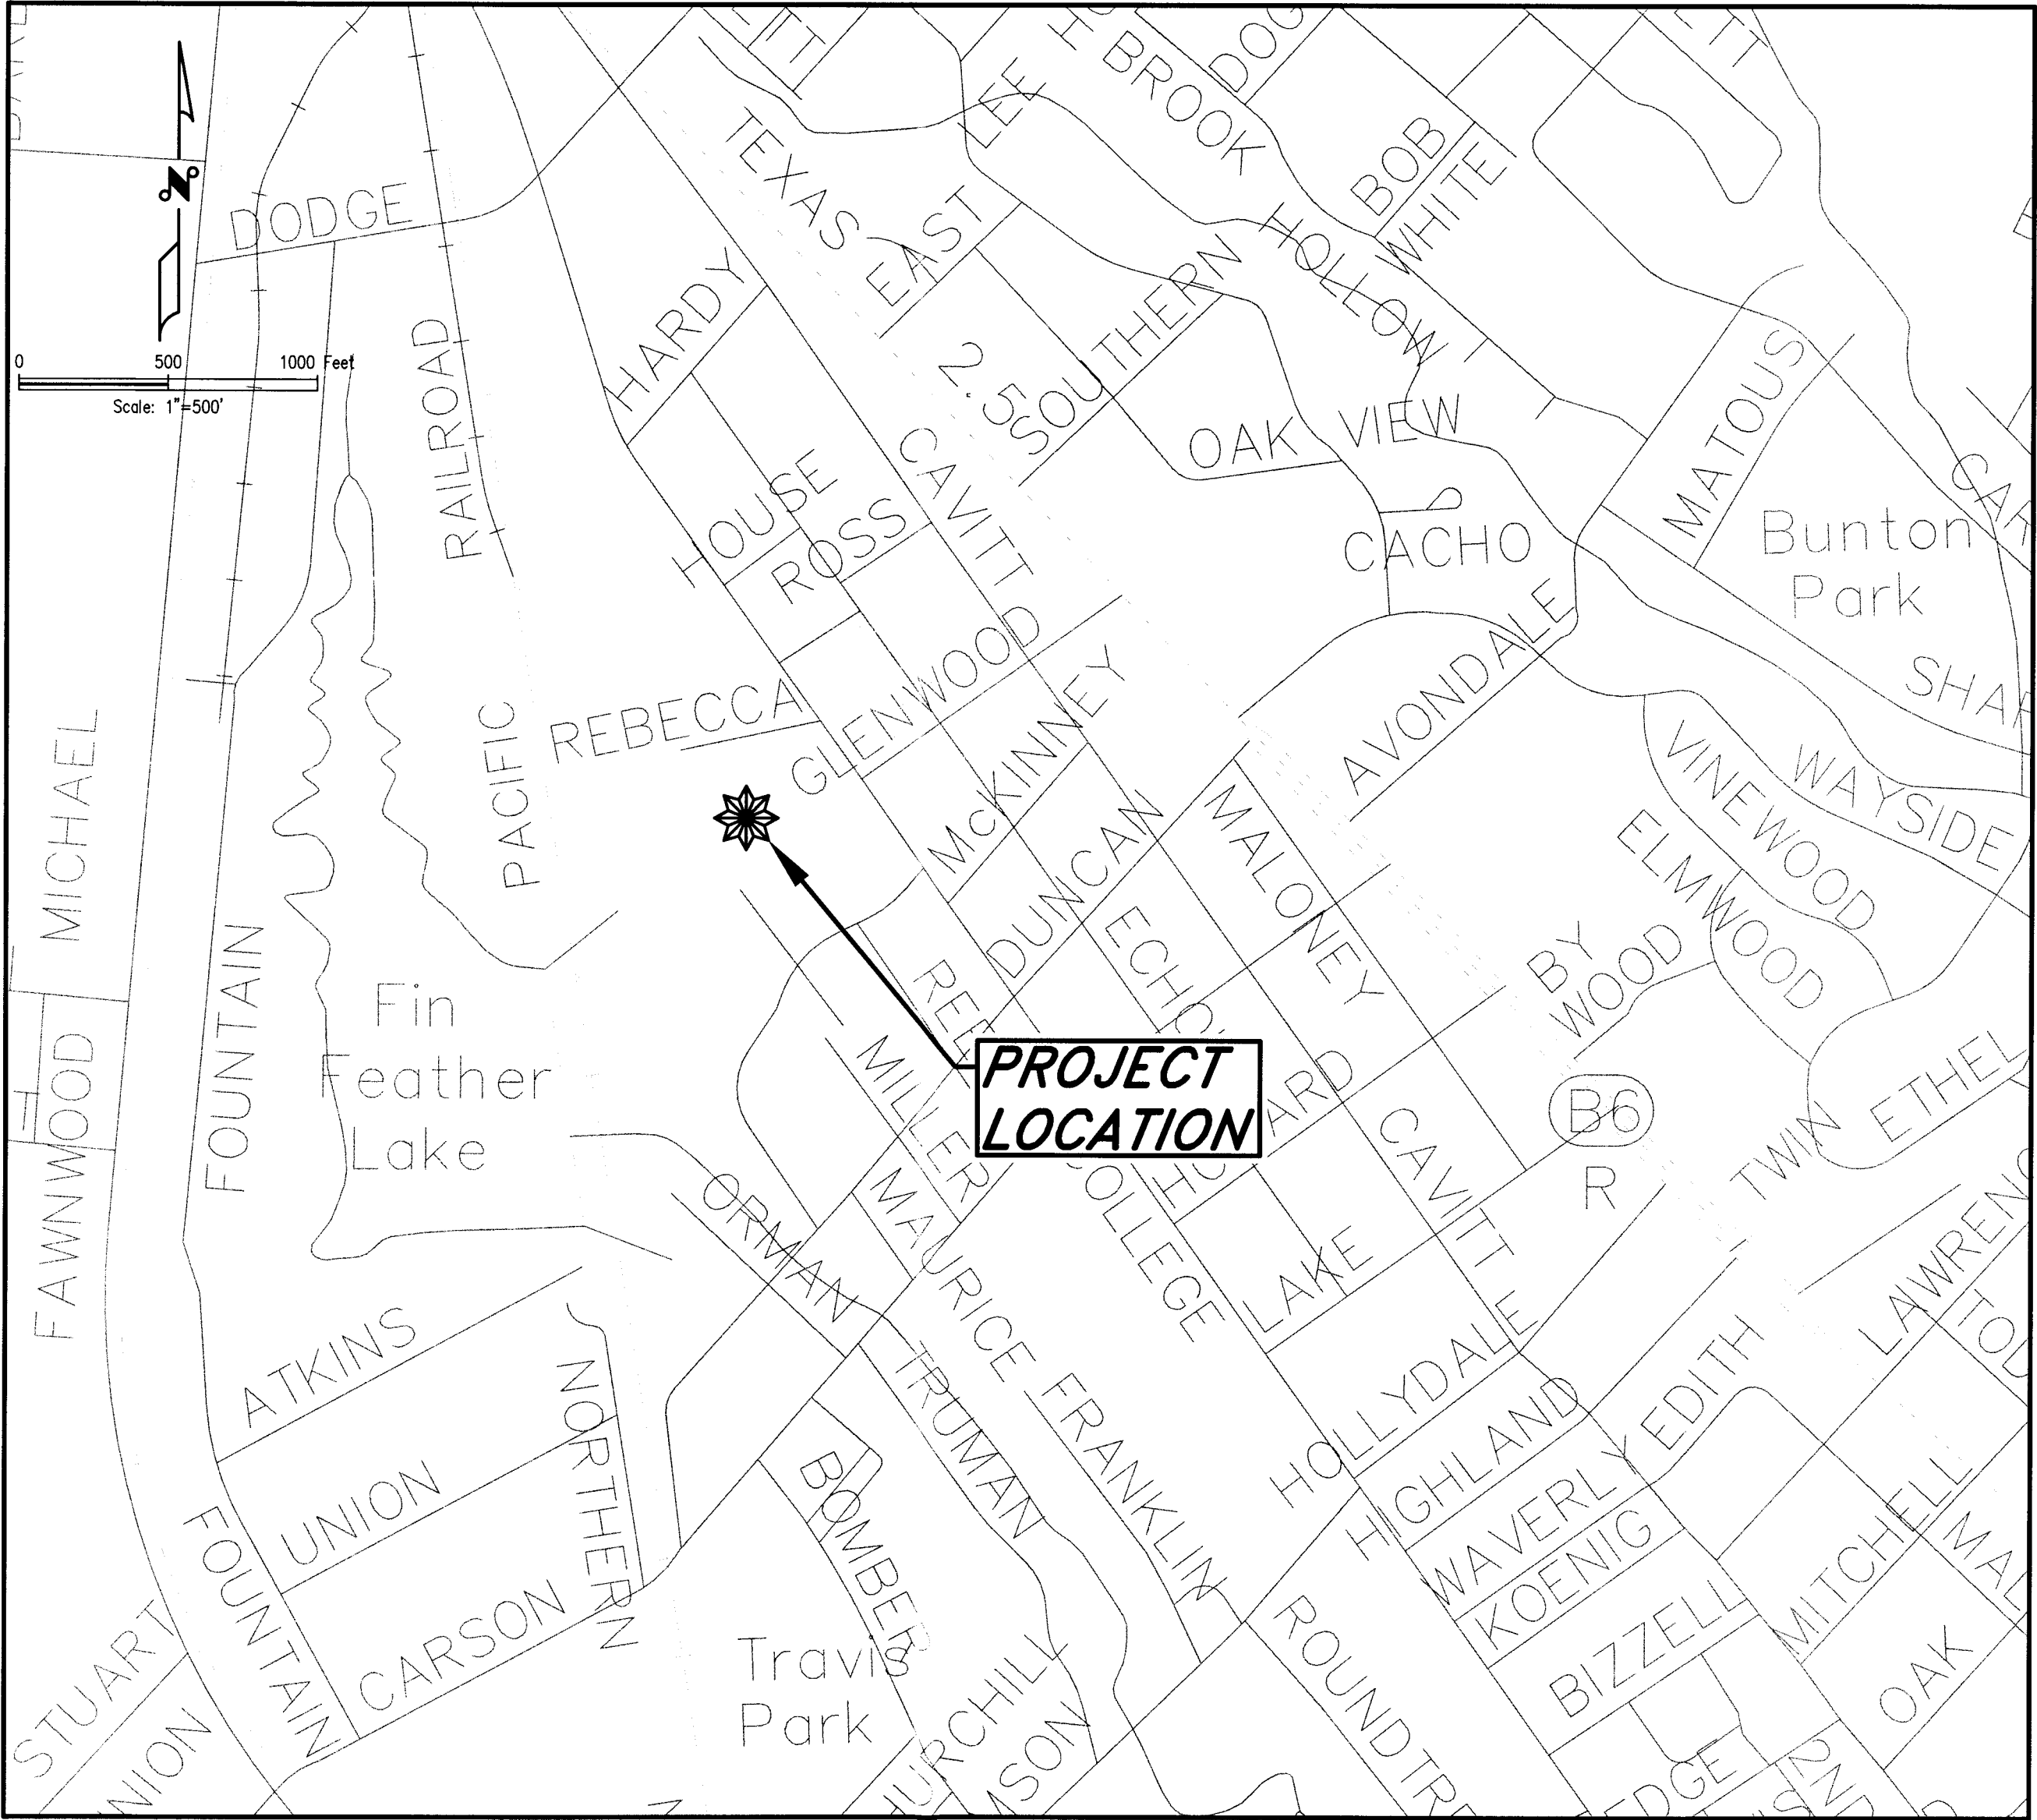 LEE
H BROOK
BOB
WHITE
TEXAS
EAST
SOUTHERN
HOLLOW
N
DODGE
HARDY
0 500 1000 Feet
Scale: 1"=500'
RAILROAD
2.5
CAVITT
OAK VIEW
MATOUS
HOUSE
ROSS
CACHO
Bunton
Park
GLENWOOD
McKINNEY
AVONDALE
REBECCA
PACIFIC
MICHAEL
DUNCAN
MALONEY
VINEWOOD
WAYSIDE
ELMWOOD
FOUNTAIN
Fin
Feather
Lake
BY
WOOD
PROJECT
LOCATION
MILLER
B6
R
TWIN
ETHEL
FAWNWOOD
ORMAN
MAURICE
CAVITT
LAKE
ATKINS
NORTHERN
TRUMAN
FRANKLIN
HOLLYDALE
HIGHLAND
EDITH
WAVERLY
KOENIG
MITCHELL
UNION
BOMBER
FOUNTAIN
CARSON
BIZZELL
OAK
STUART
Travis
Park